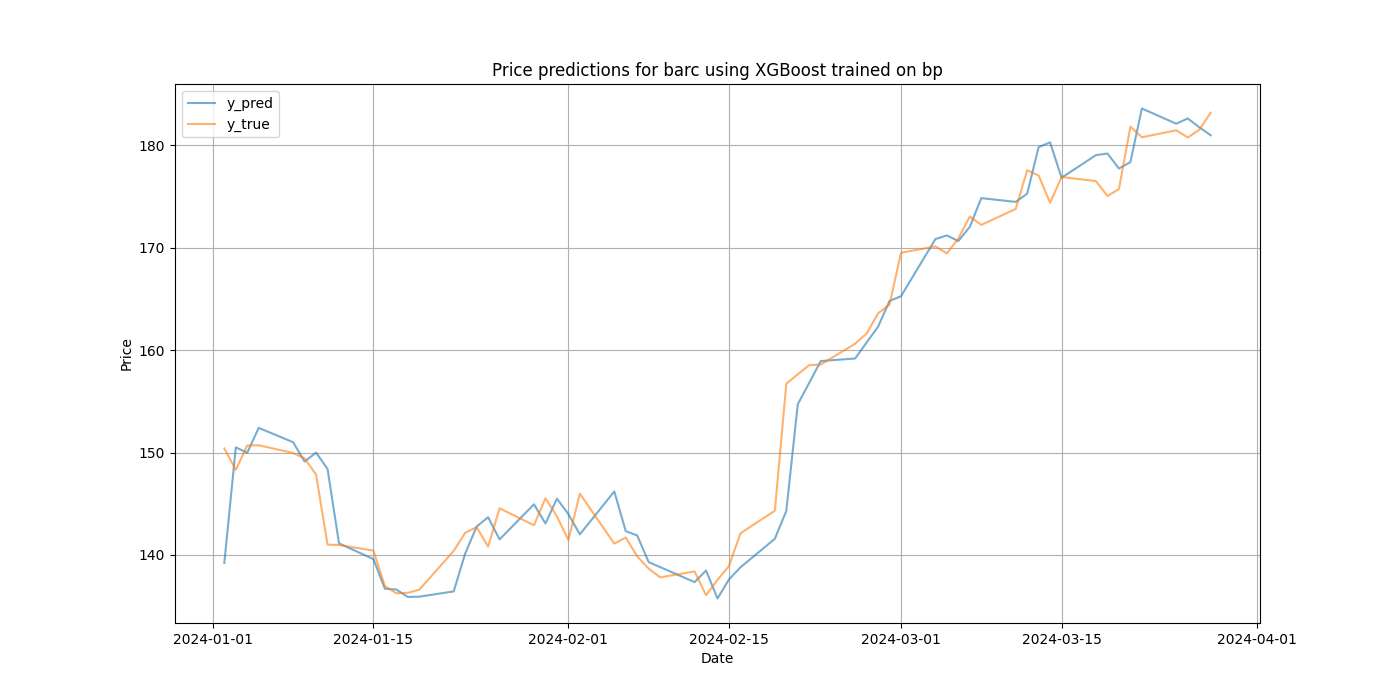 Price predictions for barc using XGBoost trained on bp
y_pred
y_true
180
170
160
150
140
Price
2024-01-01 2024-01-15 2024-02-01 2024-02-15 2024-03-01 2024-03-15 2024-04-01
Date